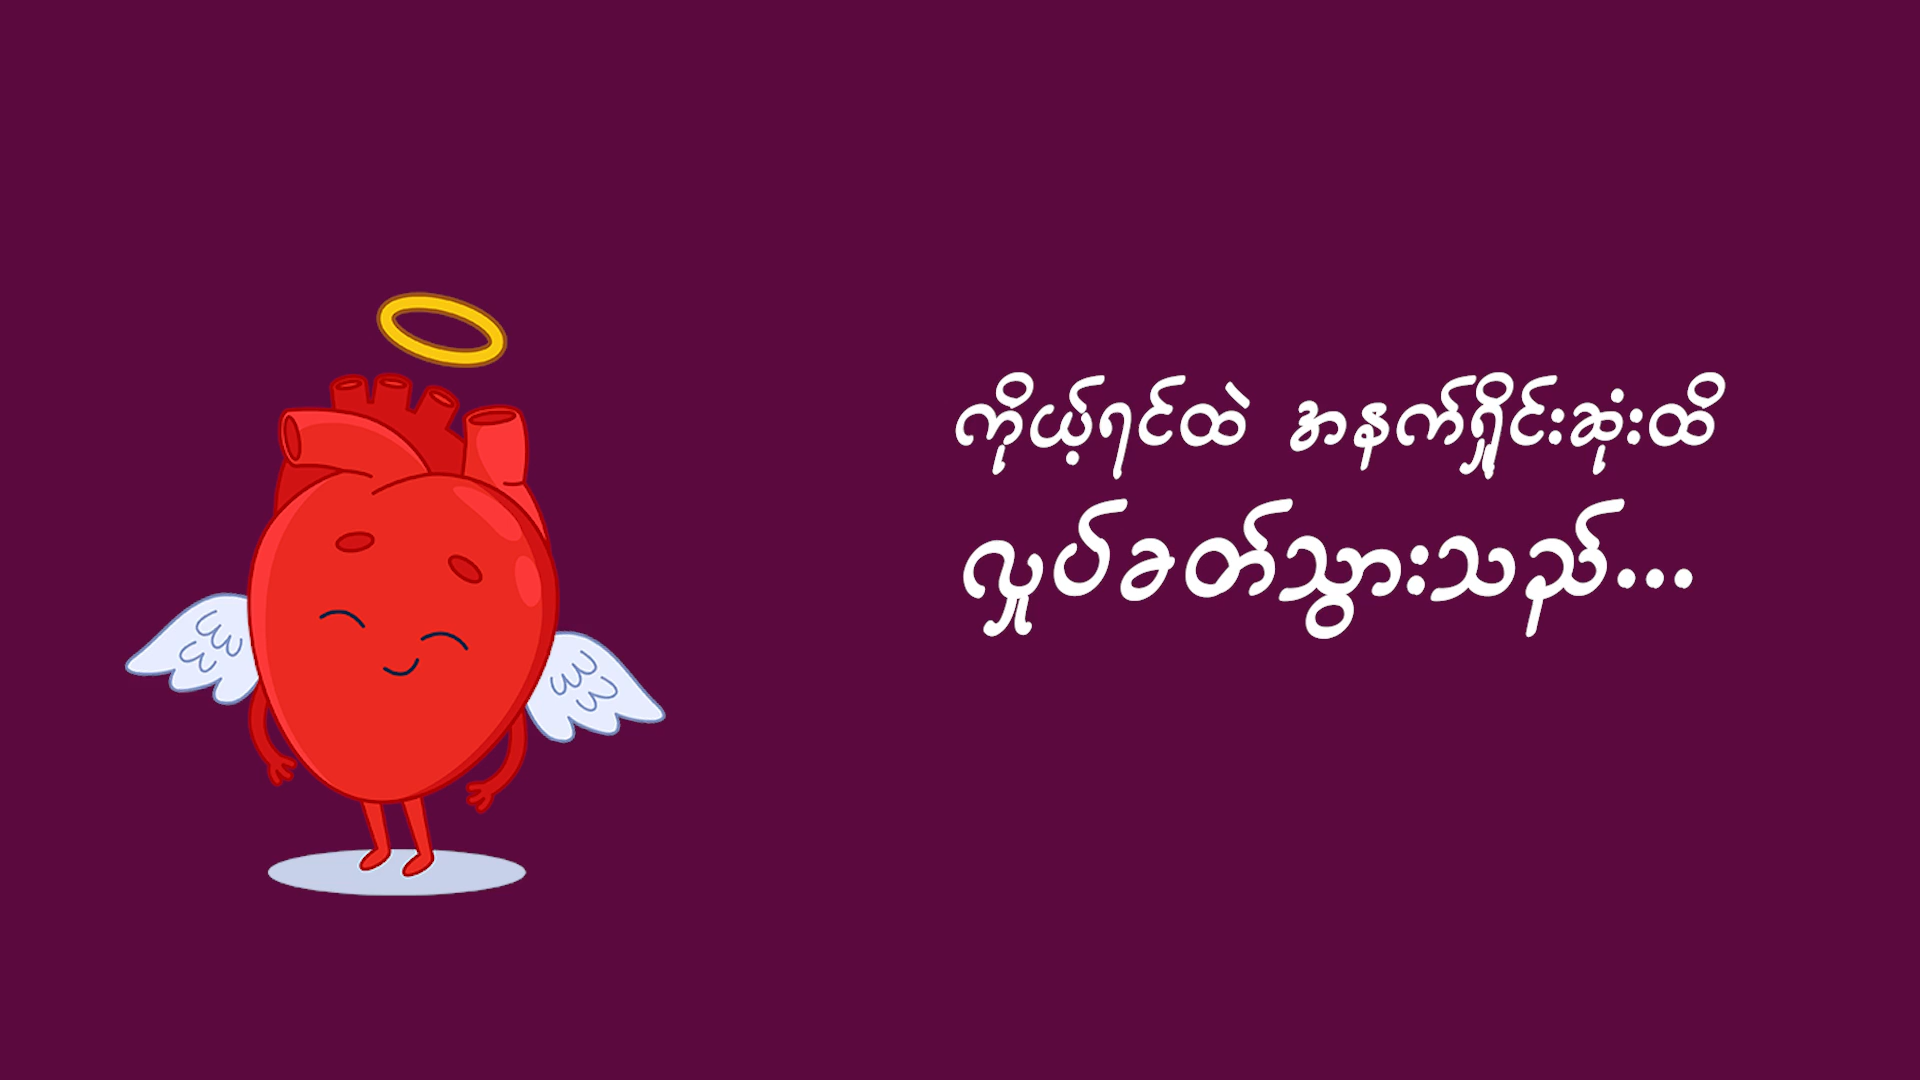 ကိုယ့်ရင်ထဲ အနက်ရှိုင်းဆုံးထိ
လှုပ်ခတ်သွားသည်...